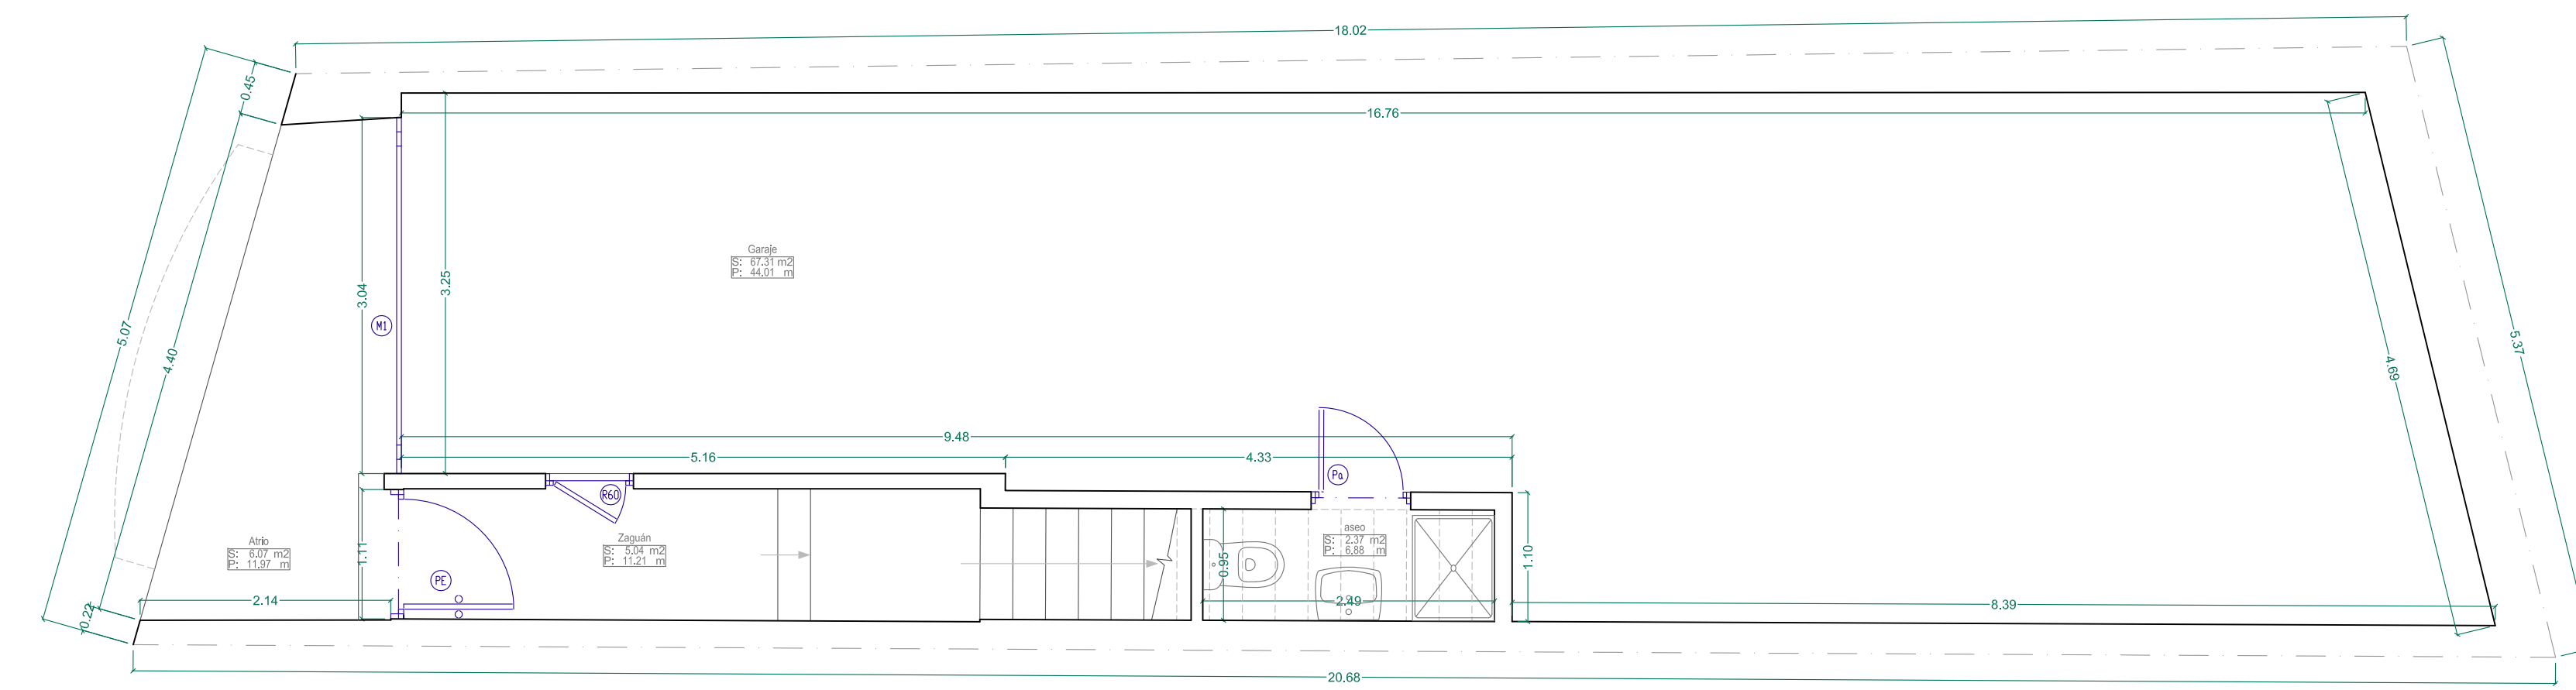 18.02
0.45
16.76
3.25
3.04
Garaje
S: 67.31 m2
P: 44.01 m
M1
5.07
4.40
4.69
5.37
9.48
5.16
4.33
Pa
R60
Zaguán
S: 5.04 m2
P: 11.21 m
aseo
S: 2.37 m2
P: 6.88 m
Atrio
S: 6.07 m2
P: 11.97 m
1.11
PE
0.95
1.10
2.14
2.49
8.39
0.22
20.68